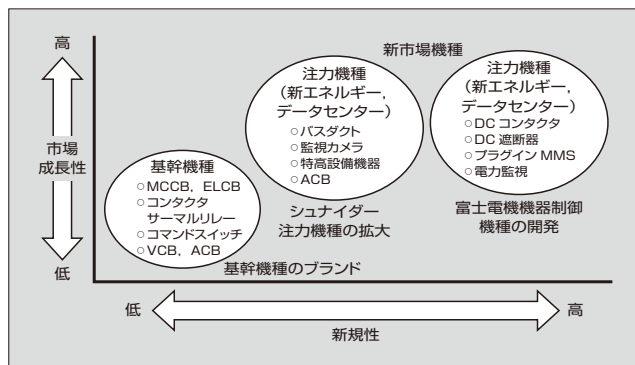 高
市場
成長性
低
新市場機種
基幹機種
○MCCB，ELCB
○コンタクタ
サーマルリレー
○コマンドスイッチ
○VCB，ACB
基幹機種のブランド
注力機種
（新エネルギー，
データセンター）
○バスダクト
○監視カメラ
○特高設備機器
○ACB
シュナイダー
注力機種の拡大
注力機種
（新エネルギー，
データセンター）
○DC コンタクタ
○DC 遮断器
○プラグイン MMS
○電力監視
富士電機機器制御
機種の開発
低
高
新規性